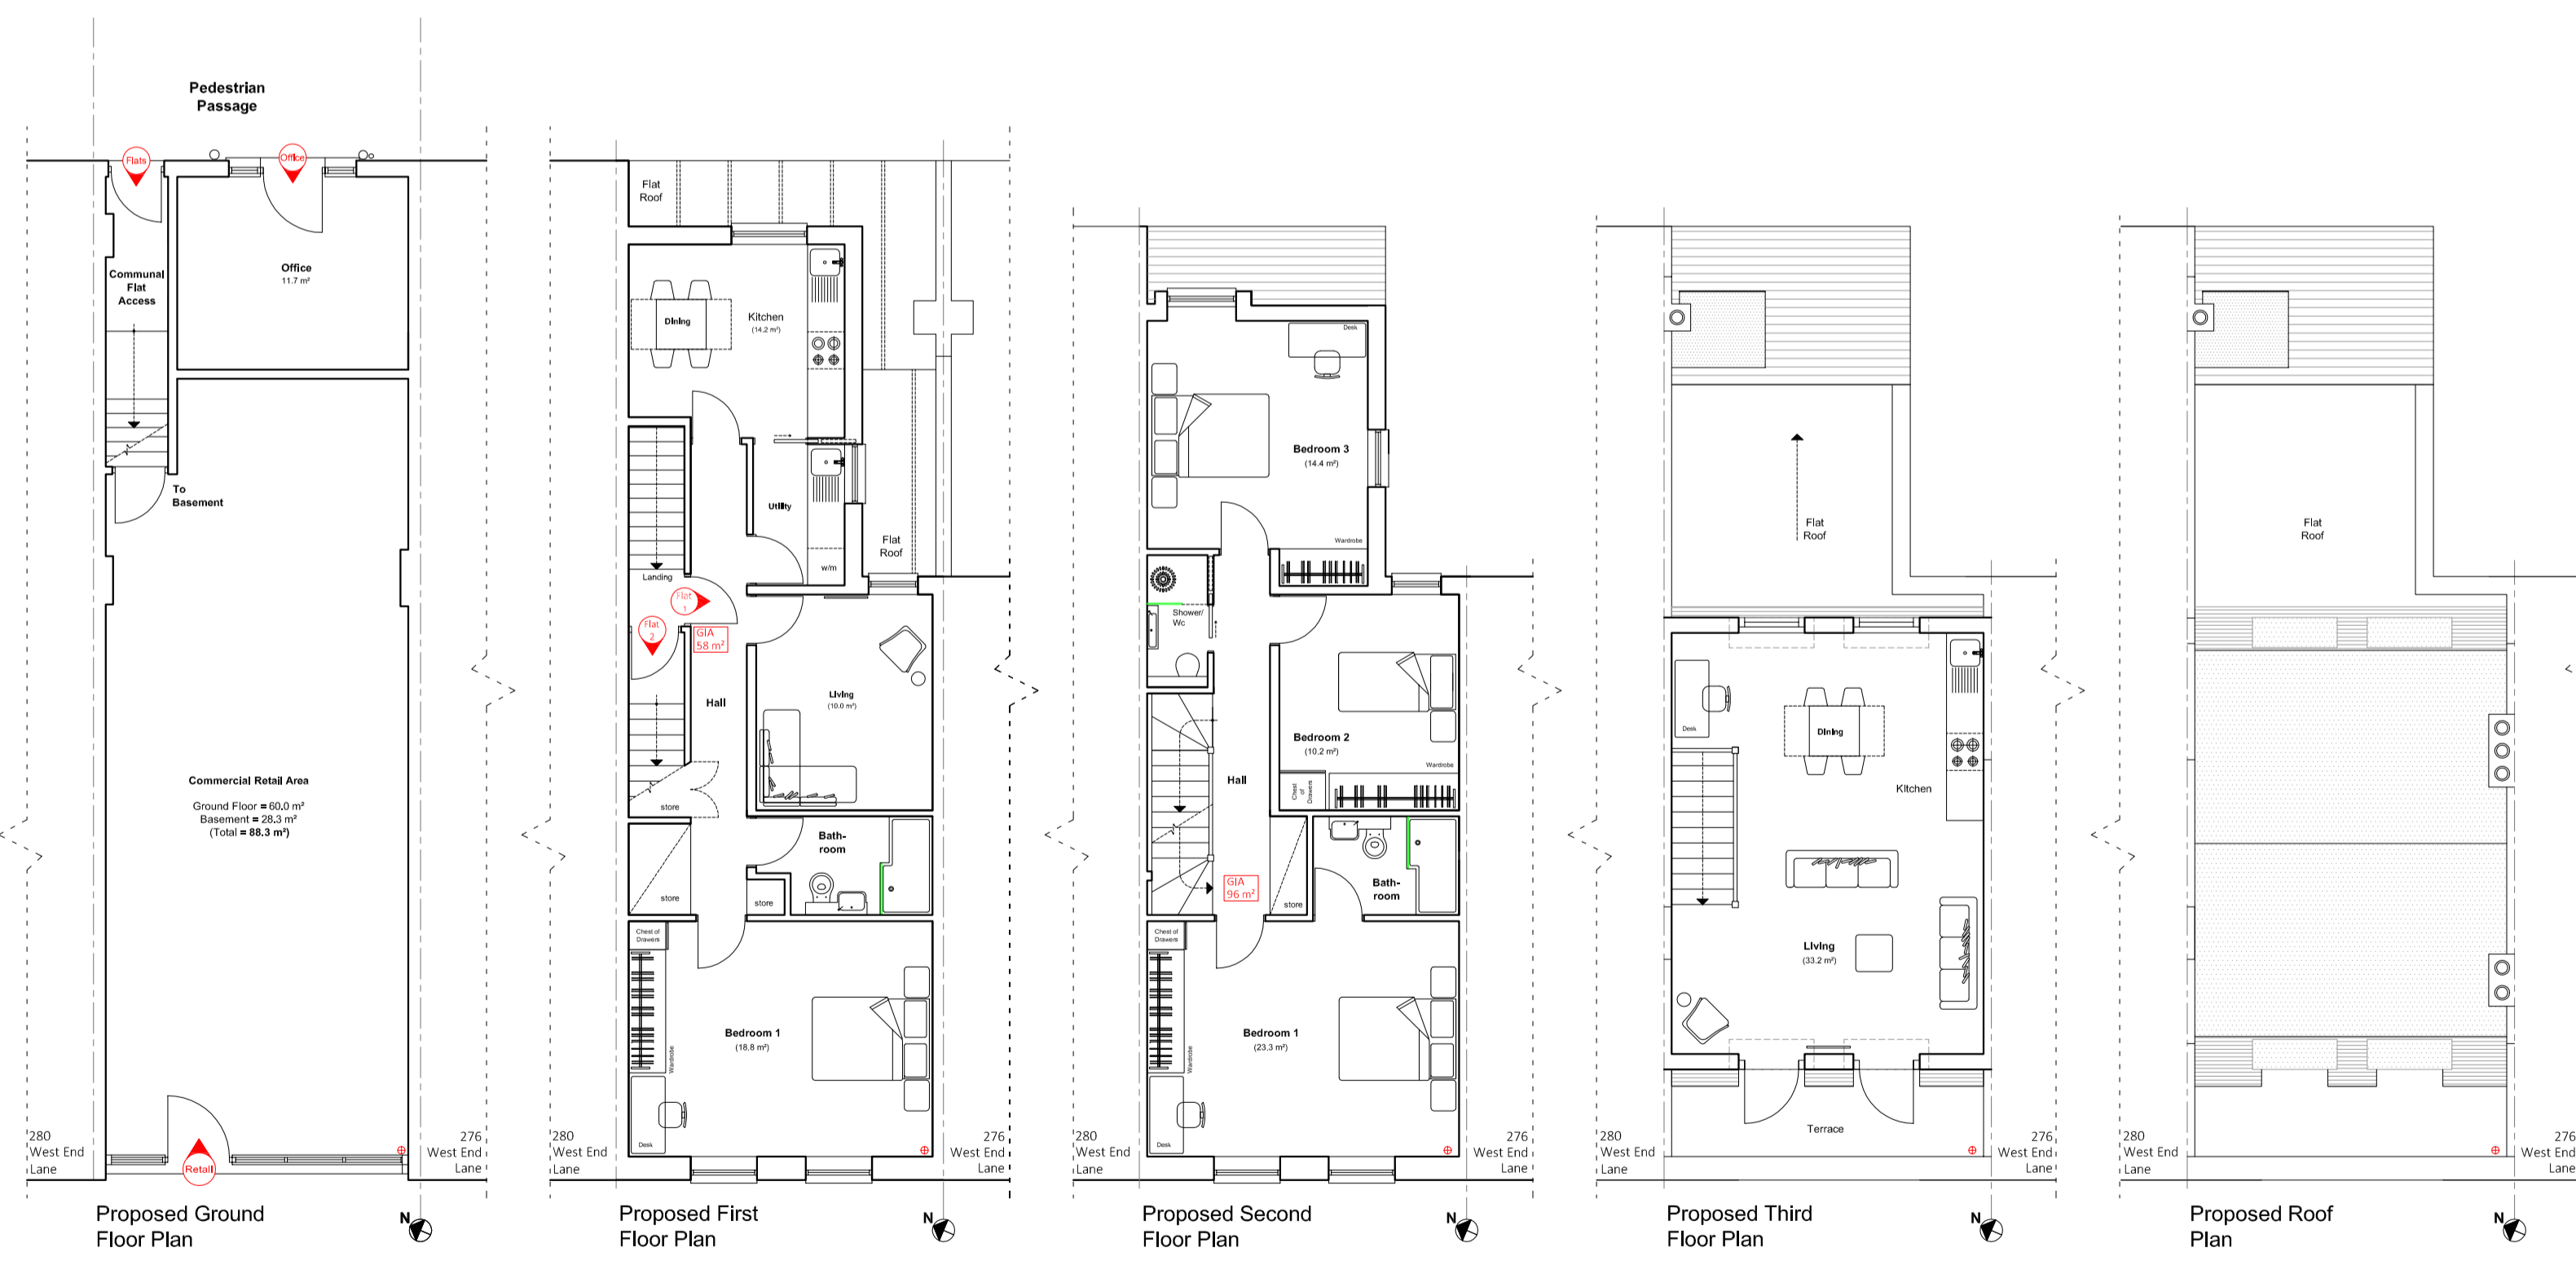 Pedestrian
Passage
Flats
Office
Communal
Flat
Access
Office
11.7 m²
To
Basement
Commercial Retail Area
Ground Floor = 60.0 m²
Basement = 28.3 m²
(Total = 88.3 m²)
280
West End
Lane
Retail
276
West End
Lane
Proposed Ground
Floor Plan
N
Flat
Roof
Dining
Kitchen
(14.2 m²)
Utility
w/m
Flat
Roof
Landing
Flat
1
Flat
2
GIA
58 m²
Hall
Living
(10.0 m²)
store
store
store
Bath-
room
Chest of
Drawers
Wardrobe
Bedroom 1
(18.8 m²)
Desk
280
West End
Lane
276
West End
Lane
Proposed First
Floor Plan
N
Desk
Bedroom 3
(14.4 m²)
Wardrobe
Shower/
Wc
Bedroom 2
(10.2 m²)
Wardrobe
Chest
of
Drawers
Hall
GIA
96 m²
store
Bath-
room
Chest of
Drawers
Wardrobe
Bedroom 1
(23.3 m²)
Desk
280
West End
Lane
276
West End
Lane
Proposed Second
Floor Plan
N
Flat
Roof
Desk
Dining
Kitchen
Living
(33.2 m²)
Terrace
280
West End
Lane
276
West End
Lane
Proposed Third
Floor Plan
N
Flat
Roof
280
West End
Lane
276
West End
Lane
Proposed Roof
Plan
N